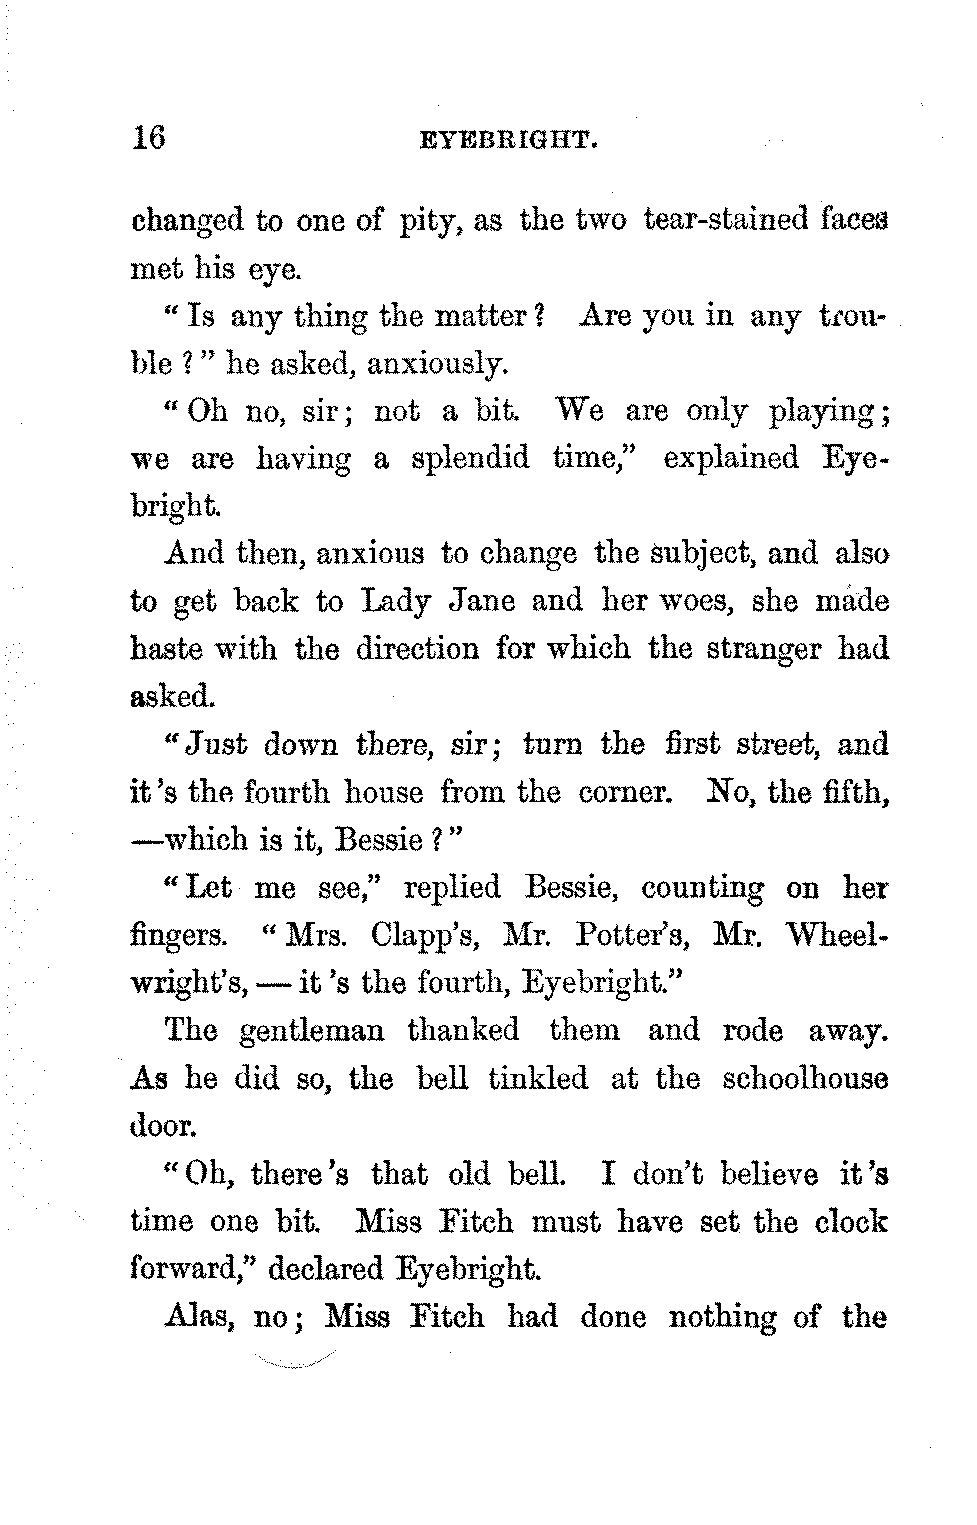 16 EYEBRIGHT.
changed to one of pity, as the two tear-stained faces
met his eye.
“Is any thing the matter? Are you in any trou-
ble?” he asked, anxiously.
“Oh no, sir; not a bit. We are only playing;
we are having a splendid time,” explained Eye-
bright.
And then, anxious to change the subject, and also
to get back to Lady Jane and her woes, she made
haste with the direction for which the stranger had
asked.
“Just down there, sir; turn the first street, and
it's the fourth house from the corner. No, the fifth,
—which is it, Bessie?”
“Let me see,” replied Bessie, counting on her
fingers. “Mrs. Clapp's, Mr. Potter's, Mr. Wheel-
wright's, — it's the fourth, Eyebright.”
The gentleman thanked them and rode away.
As he did so, the bell tinkled at the schoolhouse
door.
“Oh, there's that old bell. I don't believe it's
time one bit. Miss Fitch must have set the clock
forward,” declared Eyebright.
Alas, no; Miss Fitch had done nothing of the